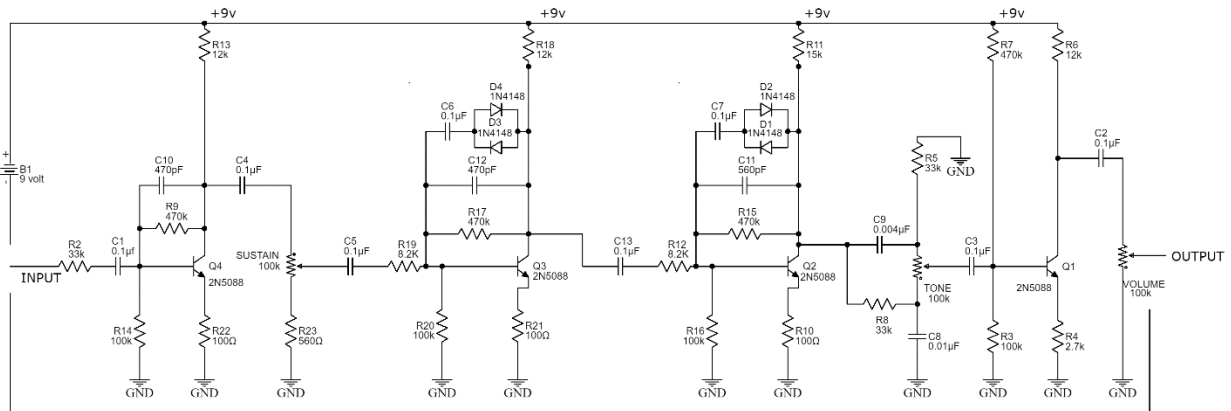 +9v
+9v
+9v
+9v
R13
12k
R18
12k
R11
15k
R7
470k
R6
12k
D4
1N4148
C6
0.1µF
D3
1N4148
D2
1N4148
C7
0.1µF
D1
1N4148
+
B1
9 volt
-
C10
470pF
C4
0.1µF
C12
470pF
C11
560pF
R5
33k
GND
C2
0.1µF
R9
470k
R17
470k
R15
470k
C9
0.004µF
R2
33k
C1
0.1µf
INPUT
Q4
2N5088
SUSTAIN
100k
C5
0.1µF
R19
8.2K
Q3
2N5088
C13
0.1µF
R12
8.2K
Q2
2N5088
TONE
100k
C3
0.1µF
Q1
2N5088
OUTPUT
VOLUME
100k
R14
100k
R22
100Ω
R23
560Ω
R20
100k
R21
100Ω
R16
100k
R10
100Ω
R8
33k
C8
0.01µF
R3
100k
R4
2.7k
GND
GND
GND
GND
GND
GND
GND
GND
GND
GND
GND